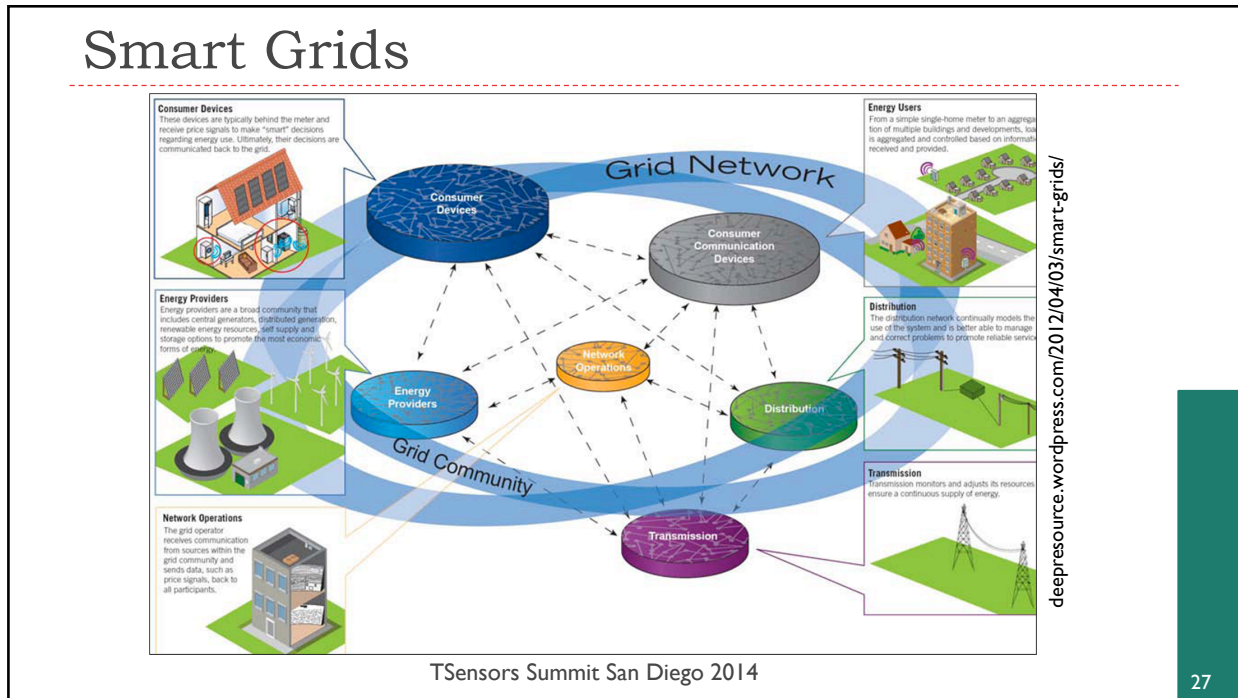 Smart Grids
Consumer Devices
These devices are typically behind the meter and
receive price signals to make "smart" decisions
regarding energy use. Ultimately, their decisions are
communicated back to the grid.
Energy Providers
Energy providers are a broad community that
includes central generators, distributed generation,
renewable energy resources, self supply and
storage options to promote the most economic
forms of energy.
Network Operations
The grid operator
receives communication
from sources within the
grid community and
sends data, such as
price signals, back to
all participants.
Grid Network
Consumer
Devices
Consumer
Communication
Devices
Network
Operations
Energy
Providers
Distribution
Grid Community
Transmission
Energy Users
From a simple single-home meter to an aggrega
tion of multiple buildings and developments, loa
is aggregated and controlled based on informati
received and provided.
Distribution
The distribution network continually models the
use of the system and is better able to manage
and correct problems to promote reliable servic
Transmission
Transmission monitors and adjusts its resources
ensure a continuous supply of energy.
deepresource.wordpress.com/2012/04/03/smart-grids/
TSensors Summit San Diego 2014
27